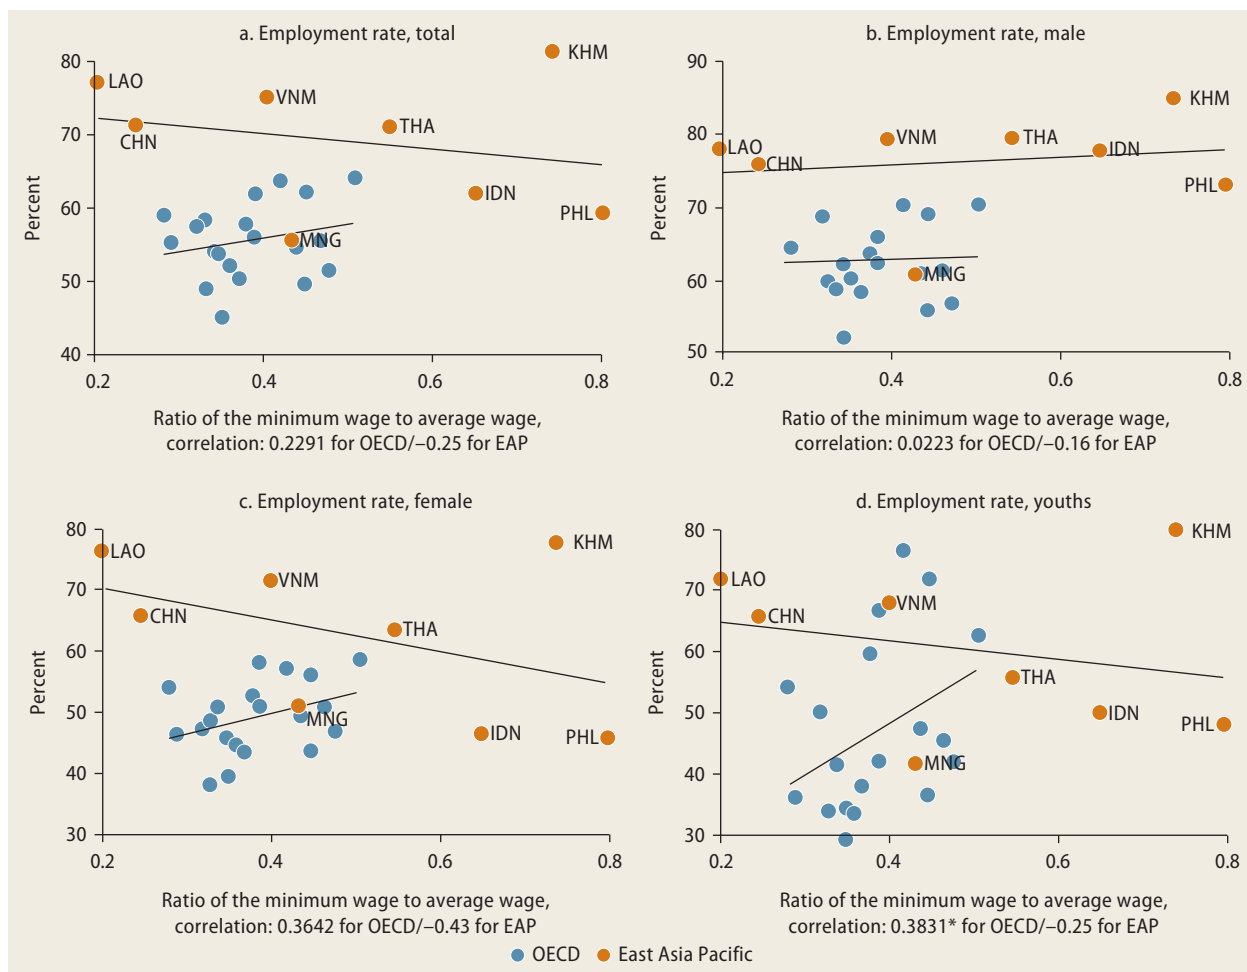 a. Employment rate, total
80
70
60
50
40
Percent
LAO
CHN
VNM
THA
KHM
IDN
PHL
MNG
0.2 0.4 0.6 0.8
Ratio of the minimum wage to average wage,
correlation: 0.2291 for OECD/–0.25 for EAP
b. Employment rate, male
90
80
70
60
50
Percent
LAO
CHN
VNM
THA
KHM
IDN
PHL
MNG
0.2 0.4 0.6 0.8
Ratio of the minimum wage to average wage,
correlation: 0.0223 for OECD/–0.16 for EAP
c. Employment rate, female
80
70
60
50
40
30
Percent
LAO
CHN
VNM
THA
KHM
IDN
PHL
MNG
0.2 0.4 0.6 0.8
Ratio of the minimum wage to average wage,
correlation: 0.3642 for OECD/–0.43 for EAP
d. Employment rate, youths
80
70
60
50
40
30
Percent
LAO
CHN
VNM
THA
KHM
IDN
PHL
MNG
0.2 0.4 0.6 0.8
Ratio of the minimum wage to average wage,
correlation: 0.3831* for OECD/–0.25 for EAP
OECD East Asia Pacific